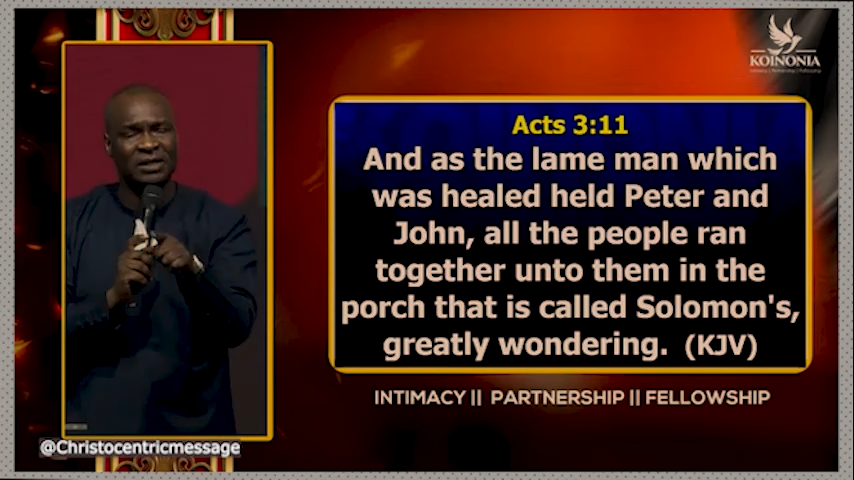 KOINONIA
Acts 3:11
And as the lame man which
was healed held Peter and
John, all the people ran
together unto them in the
porch that is called Solomon's,
greatly wondering. (KJV)
INTIMACY || PARTNERSHIP || FELLOWSHIP
@Christocentricmessage